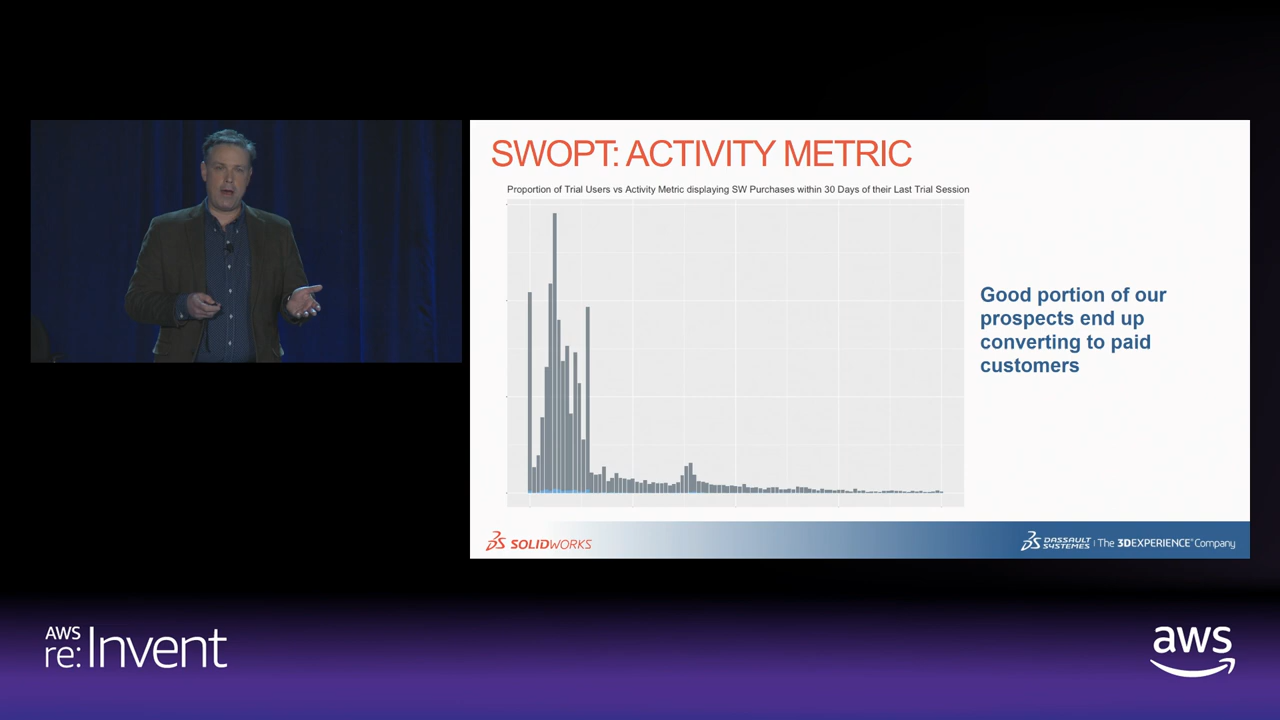 SWOPT: ACTIVITY METRIC
Proportion of Trial Users vs Activity Metric displaying SW Purchases within 30 Days of their Last Trial Session
Good portion of our
prospects end up
converting to paid
customers
SOLIDWORKS
DASSAULT
SYSTEMES
The 3DEXPERIENCE® Company
AWS
re:Invent
aws